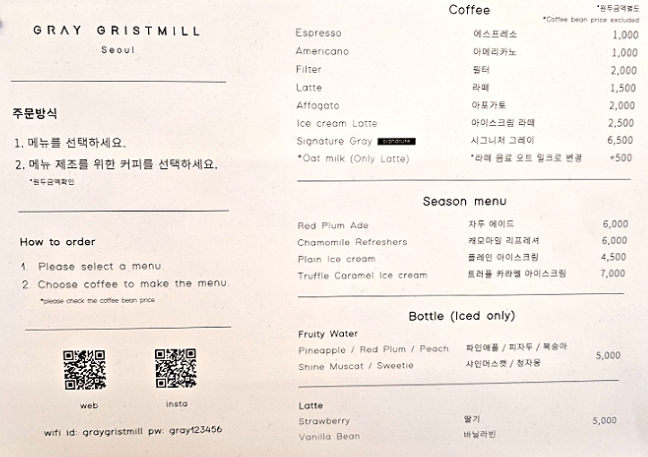 GRAY GRISTMILL
Seoul
주문방식
1. 메뉴를 선택하세요.
2. 메뉴 제조를 위한 커피를 선택하세요.
*원두금액확인
How to order
1. Please select a menu.
2. Choose coffee to make the menu.
*please check the coffee bean price
web insta
wifi id: graygristmill pw: gray123456
Coffee *원두금액별도
*Coffee bean price excluded
Espresso 에스프레소 1,000
Americano 아메리카노 1,000
Filter 필터 2,000
Latte 라떼 1,500
Affogato 아포가토 2,000
Ice cream Latte 아이스크림 라떼 2,500
Signature Gray signature 시그니처 그레이 6,500
*Oat milk (Only Latte) *라떼 음료 오트 밀크로 변경 +500
Season menu
Red Plum Ade 자두 에이드 6,000
Chamomile Refreshers 캐모마일 리프레셔 6,000
Plain Ice cream 플레인 아이스크림 4,500
Truffle Caramel Ice cream 트러플 카라멜 아이스크림 7,000
Bottle (Iced only)
Fruity Water
Pineapple / Red Plum / Peach 파인애플 / 피자두 / 복숭아
Shine Muscat / Sweetie 샤인머스캣 / 청자몽 5,000
Latte
Strawberry 딸기 5,000
Vanilla Bean 바닐라빈